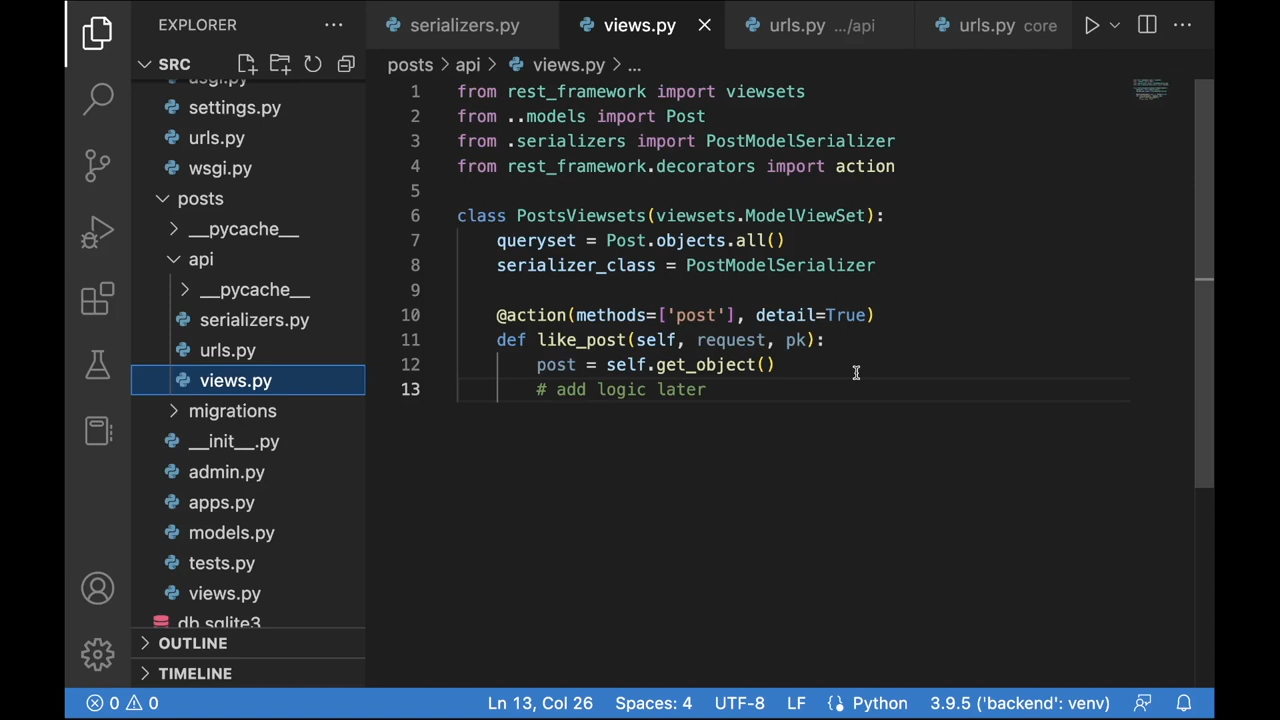 EXPLORER
serializers.py
views.py
urls.py .../api
urls.py core
SRC
posts > api > views.py > ...
asgi.py
settings.py
urls.py
wsgi.py
posts
__pycache__
api
__pycache__
serializers.py
urls.py
views.py
migrations
__init__.py
admin.py
apps.py
models.py
tests.py
views.py
db.sqlite3
OUTLINE
TIMELINE
1 from rest_framework import viewsets
2 from ..models import Post
3 from .serializers import PostModelSerializer
4 from rest_framework.decorators import action
5
6 class PostsViewsets(viewsets.ModelViewSet):
7 queryset = Post.objects.all()
8 serializer_class = PostModelSerializer
9
10 @action(methods=['post'], detail=True)
11 def like_post(self, request, pk):
12 post = self.get_object()
13 # add logic later
0 0 Ln 13, Col 26 Spaces: 4 UTF-8 LF Python 3.9.5 ('backend': venv)